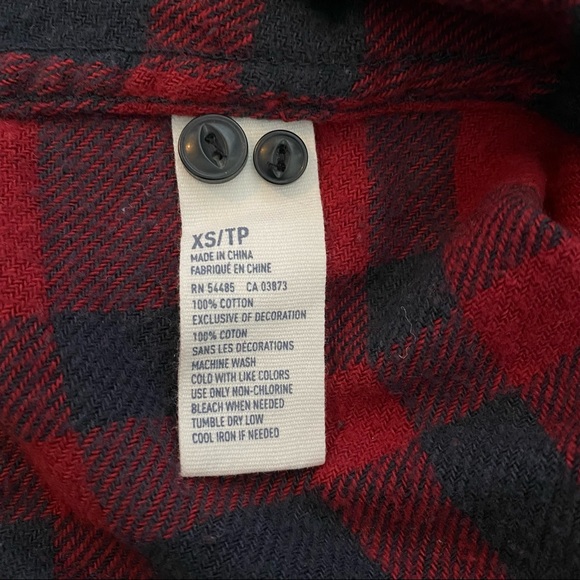 XS/TP
MADE IN CHINA
FABRIQUÉ EN CHINE
RN 54485 CA 03873
100% COTTON
EXCLUSIVE OF DECORATION
100% COTON
SANS LES DÉCORATIONS
MACHINE WASH
COLD WITH LIKE COLORS
USE ONLY NON-CHLORINE
BLEACH WHEN NEEDED
TUMBLE DRY LOW
COOL IRON IF NEEDED